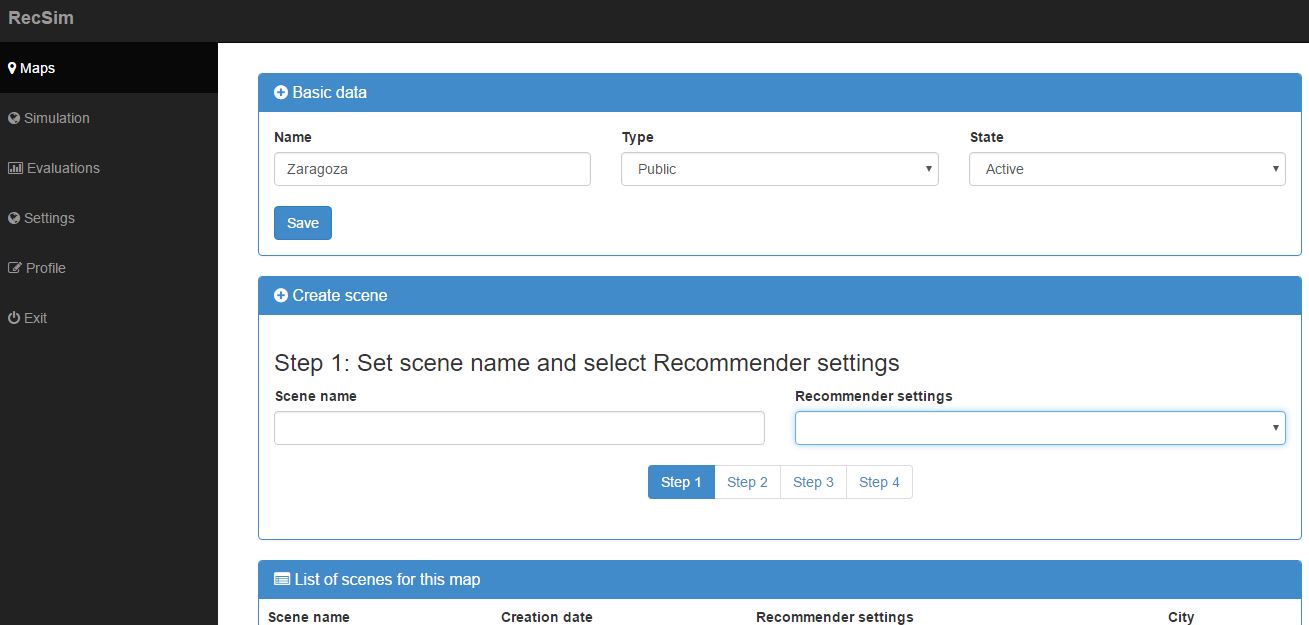 RecSim
Maps
Simulation
Evaluations
Settings
Profile
Exit
Basic data
Name Type State
Zaragoza Public Active
Save
Create scene
Step 1: Set scene name and select Recommender settings
Scene name Recommender settings
Step 1 Step 2 Step 3 Step 4
List of scenes for this map
Scene name Creation date Recommender settings City